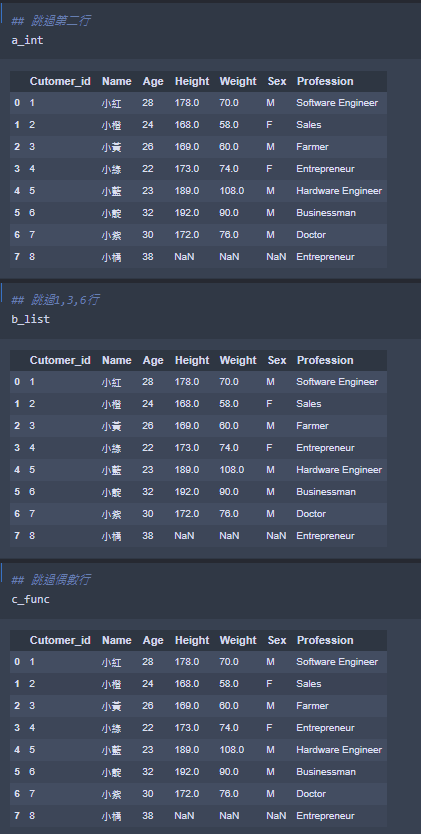 ## 跳過第二行
a_int
Cutomer_id Name Age Height Weight Sex Profession
0 1 小紅 28 178.0 70.0 M Software Engineer
1 2 小橙 24 168.0 58.0 F Sales
2 3 小黃 26 169.0 60.0 M Farmer
3 4 小綠 22 173.0 74.0 F Entrepreneur
4 5 小藍 23 189.0 108.0 M Hardware Engineer
5 6 小靛 32 192.0 90.0 M Businessman
6 7 小紫 30 172.0 76.0 M Doctor
7 8 小橘 38 NaN NaN NaN Entrepreneur
## 跳過1,3,6行
b_list
Cutomer_id Name Age Height Weight Sex Profession
0 1 小紅 28 178.0 70.0 M Software Engineer
1 2 小橙 24 168.0 58.0 F Sales
2 3 小黃 26 169.0 60.0 M Farmer
3 4 小綠 22 173.0 74.0 F Entrepreneur
4 5 小藍 23 189.0 108.0 M Hardware Engineer
5 6 小靛 32 192.0 90.0 M Businessman
6 7 小紫 30 172.0 76.0 M Doctor
7 8 小橘 38 NaN NaN NaN Entrepreneur
## 跳過偶數行
c_func
Cutomer_id Name Age Height Weight Sex Profession
0 1 小紅 28 178.0 70.0 M Software Engineer
1 2 小橙 24 168.0 58.0 F Sales
2 3 小黃 26 169.0 60.0 M Farmer
3 4 小綠 22 173.0 74.0 F Entrepreneur
4 5 小藍 23 189.0 108.0 M Hardware Engineer
5 6 小靛 32 192.0 90.0 M Businessman
6 7 小紫 30 172.0 76.0 M Doctor
7 8 小橘 38 NaN NaN NaN Entrepreneur